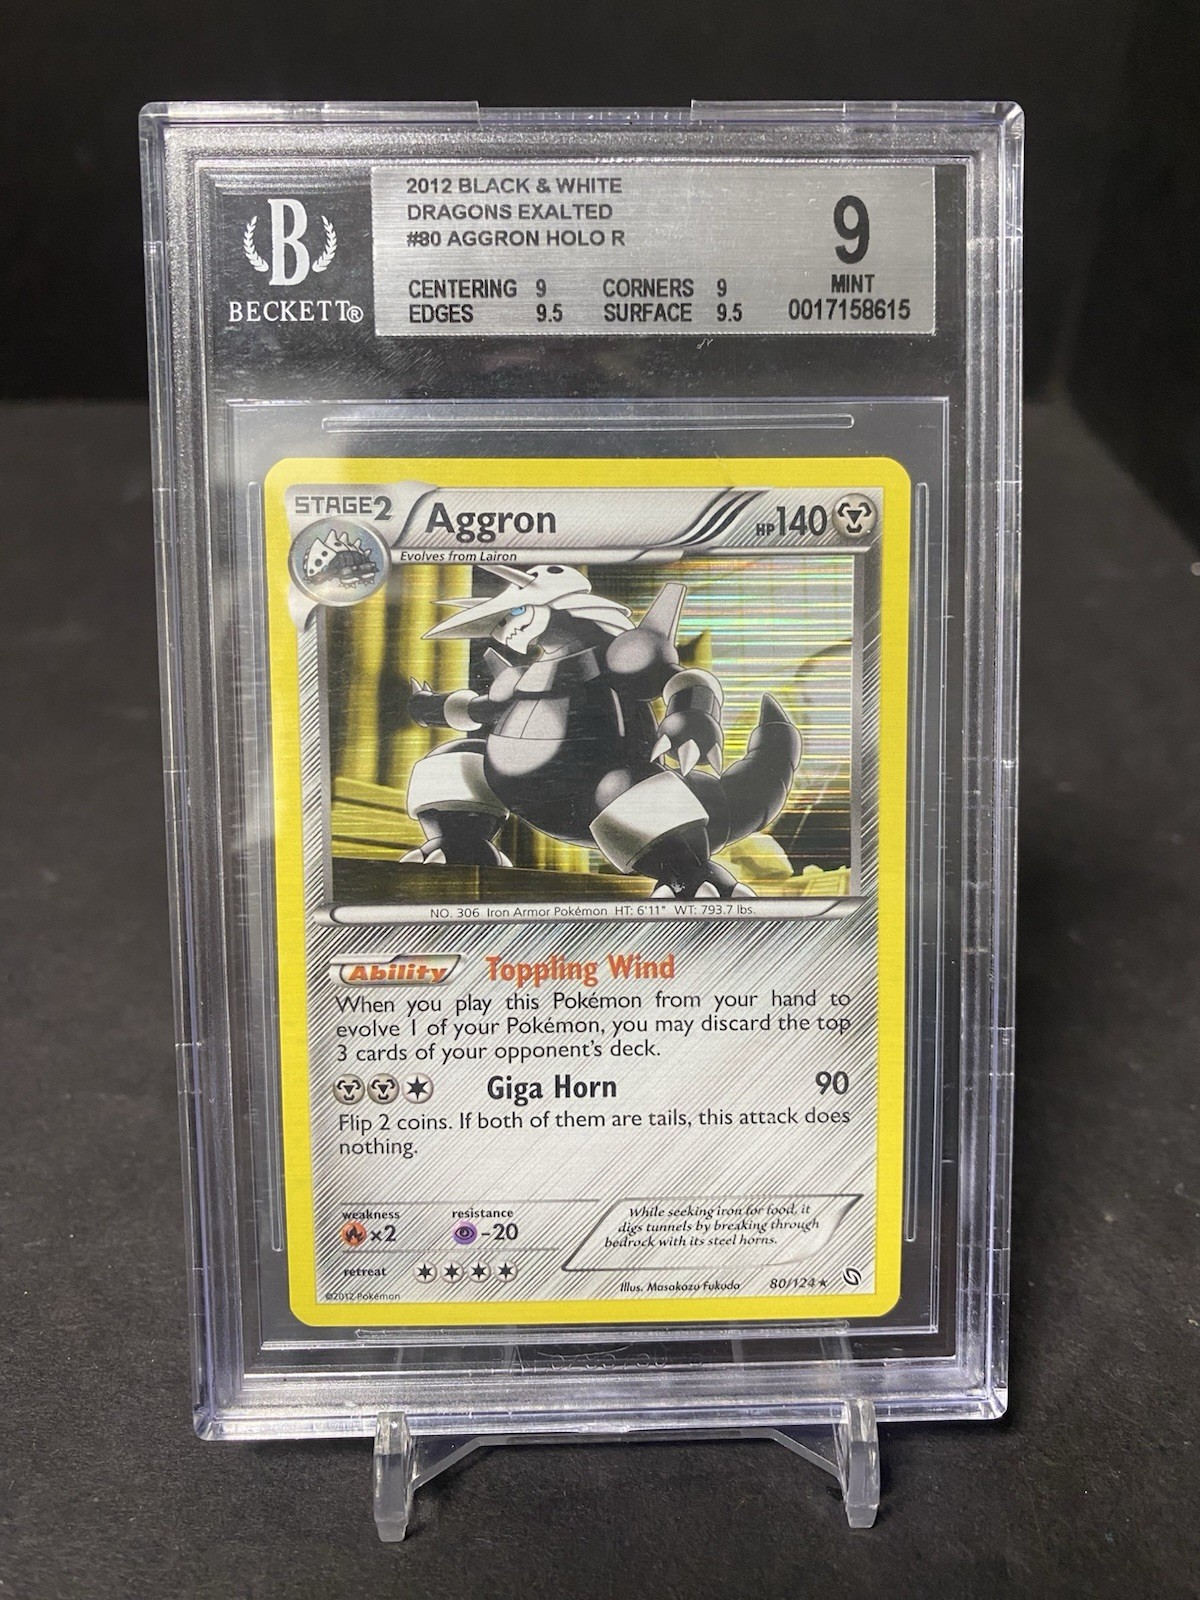 B
BECKETT®
2012 BLACK & WHITE
DRAGONS EXALTED
#80 AGGRON HOLO R
CENTERING 9 CORNERS 9
EDGES 9.5 SURFACE 9.5
9
MINT
0017158615
STAGE2 Aggron HP140
Evolves from Lairon
NO. 306 Iron Armor Pokémon HT: 6'11" WT: 793.7 lbs.
Ability Toppling Wind
When you play this Pokémon from your hand to
evolve 1 of your Pokémon, you may discard the top
3 cards of your opponent's deck.
Giga Horn 90
Flip 2 coins. If both of them are tails, this attack does
nothing.
weakness resistance
×2 -20
retreat
While seeking iron for food, it
digs tunnels by breaking through
bedrock with its steel horns.
Illus. Masakazu Fukuda 80/124 ★
©2012 Pokémon